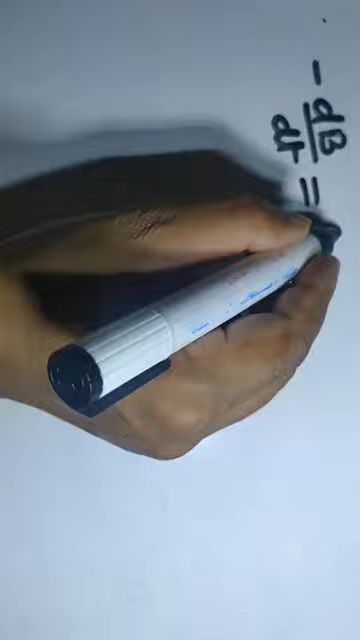 - dB/dt =